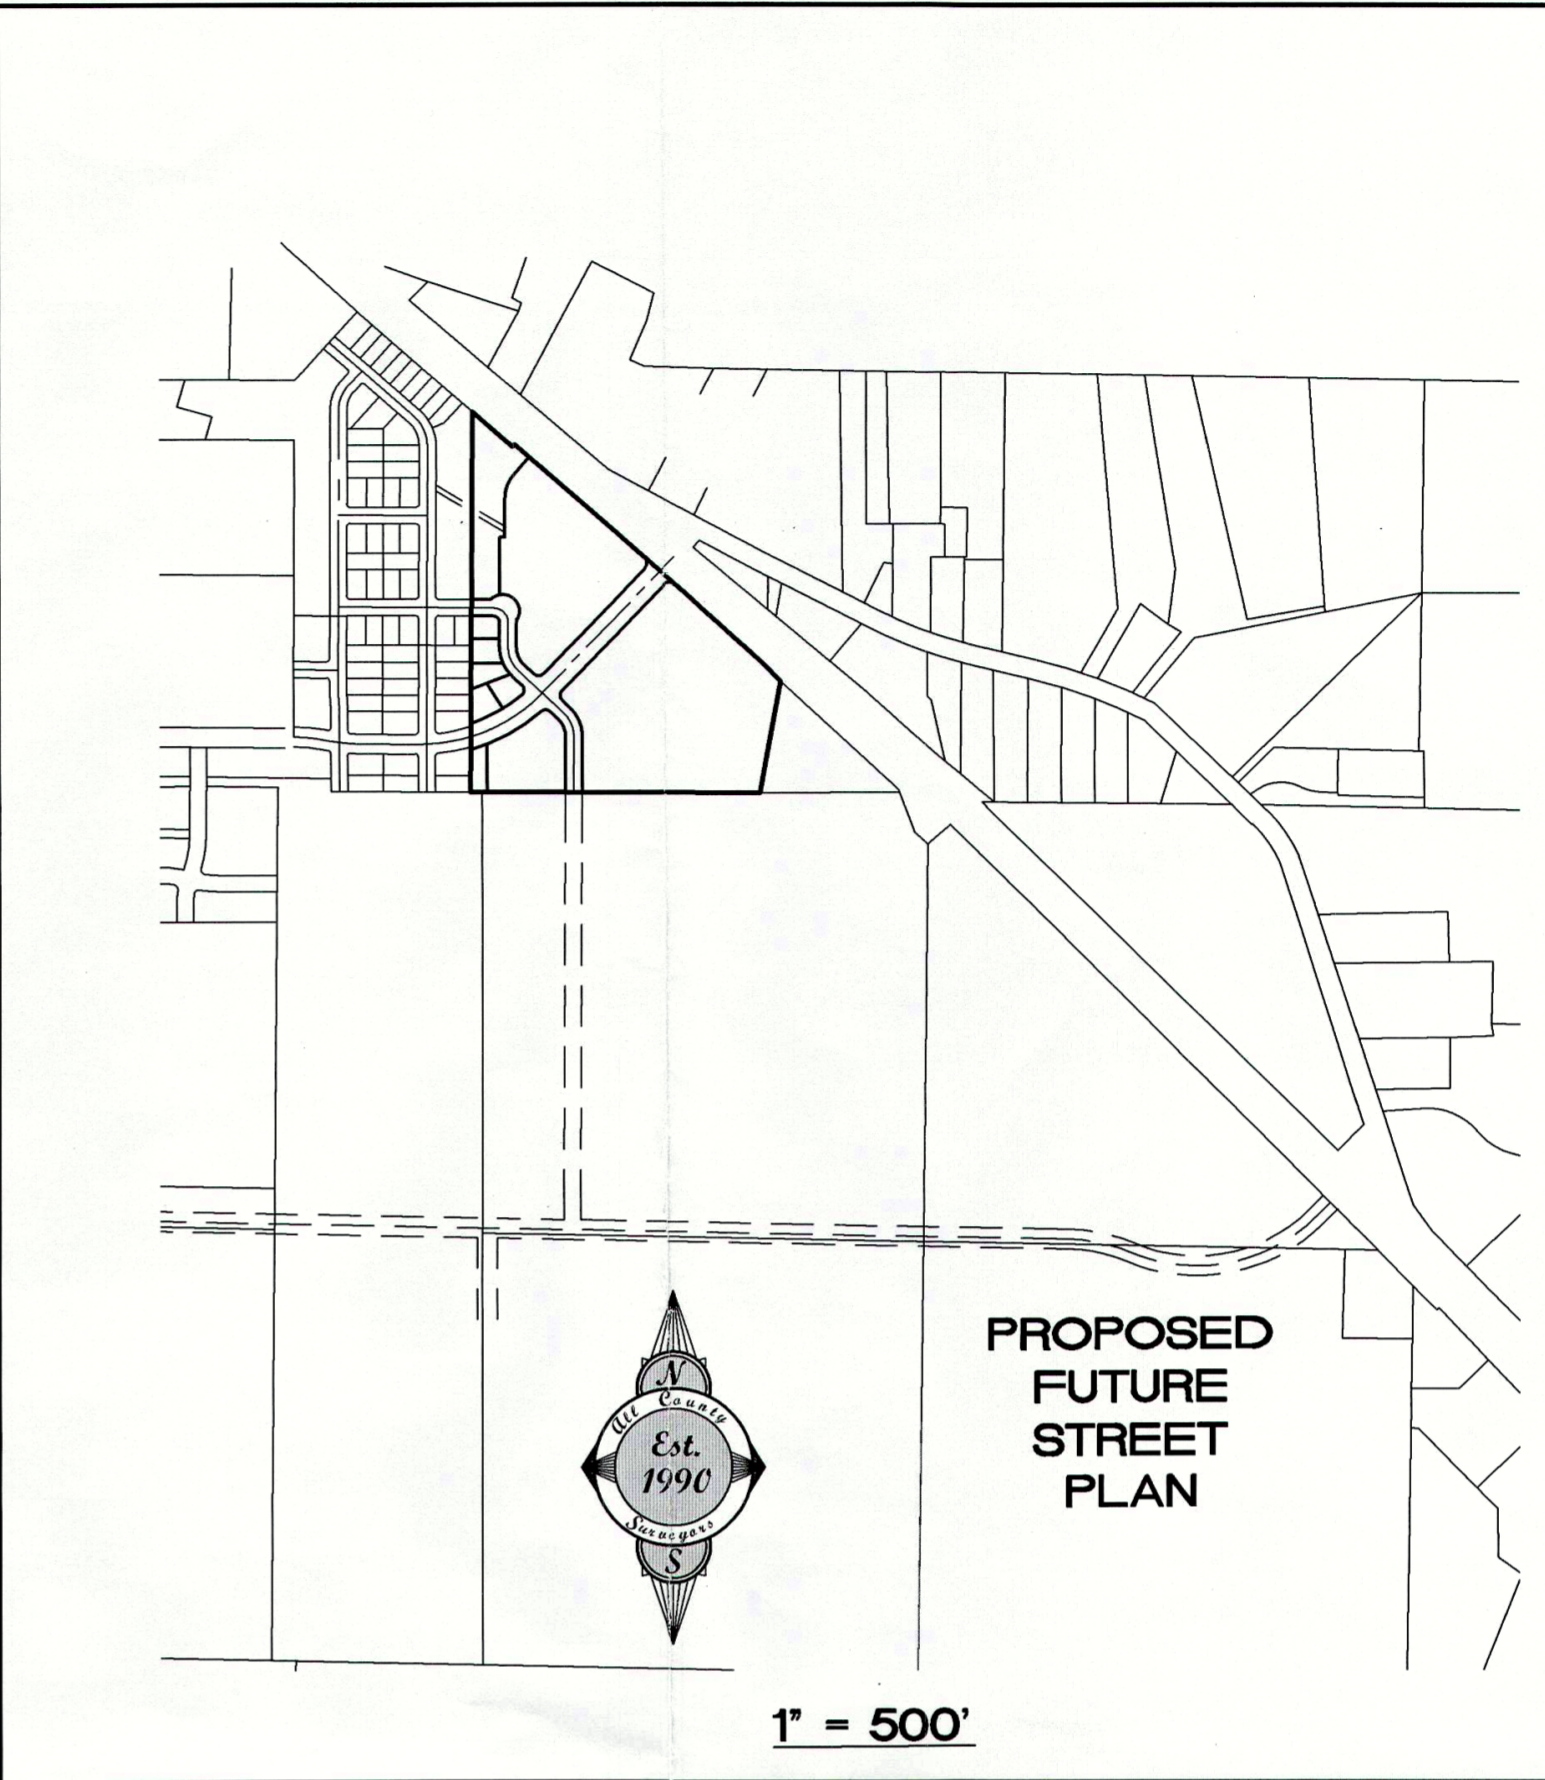 N
All County
Est.
1990
Surveyors
S
PROPOSED
FUTURE
STREET
PLAN
1" = 500'